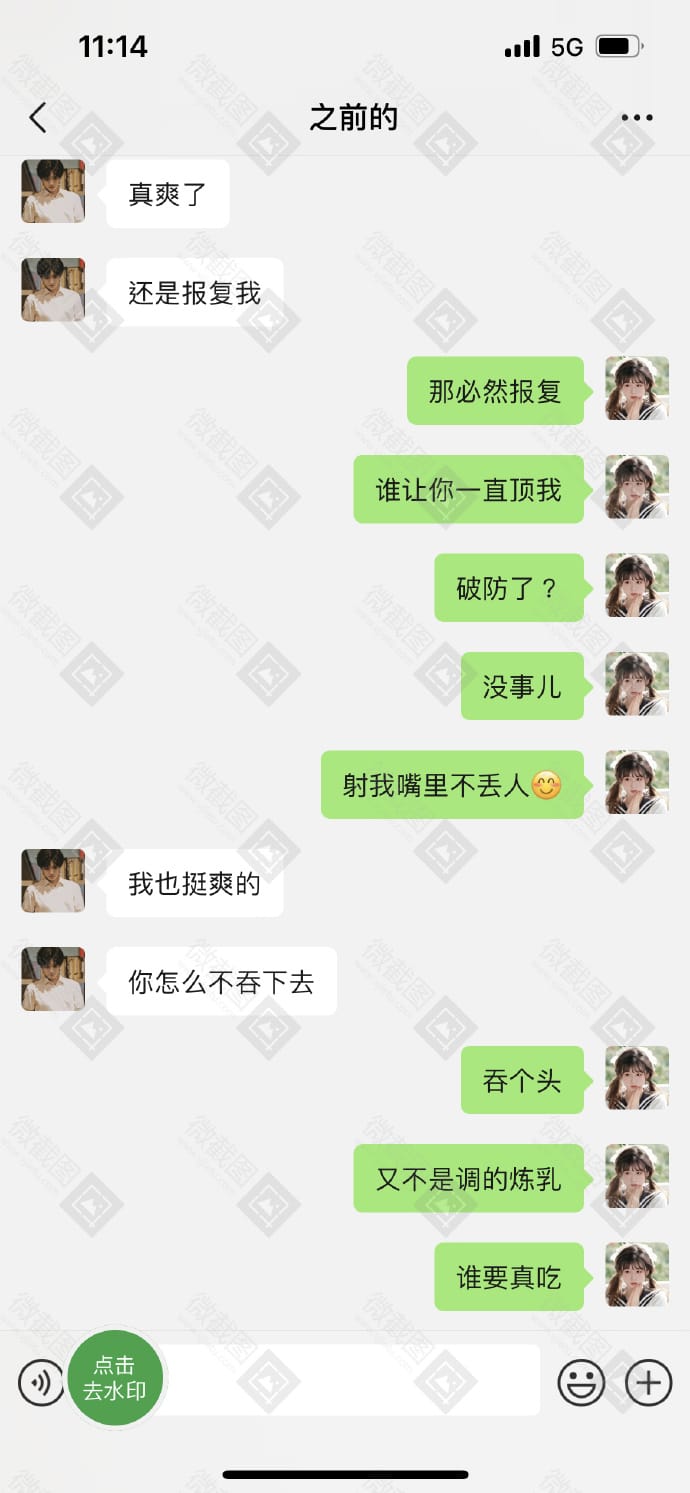 11:14
5G
之前的
真爽了
还是报复我
那必然报复
谁让你一直顶我
破防了？
没事儿
射我嘴里不丢人😊
我也挺爽的
你怎么不吞下去
吞个头
又不是调的炼乳
谁要真吃
点击
去水印
微截图